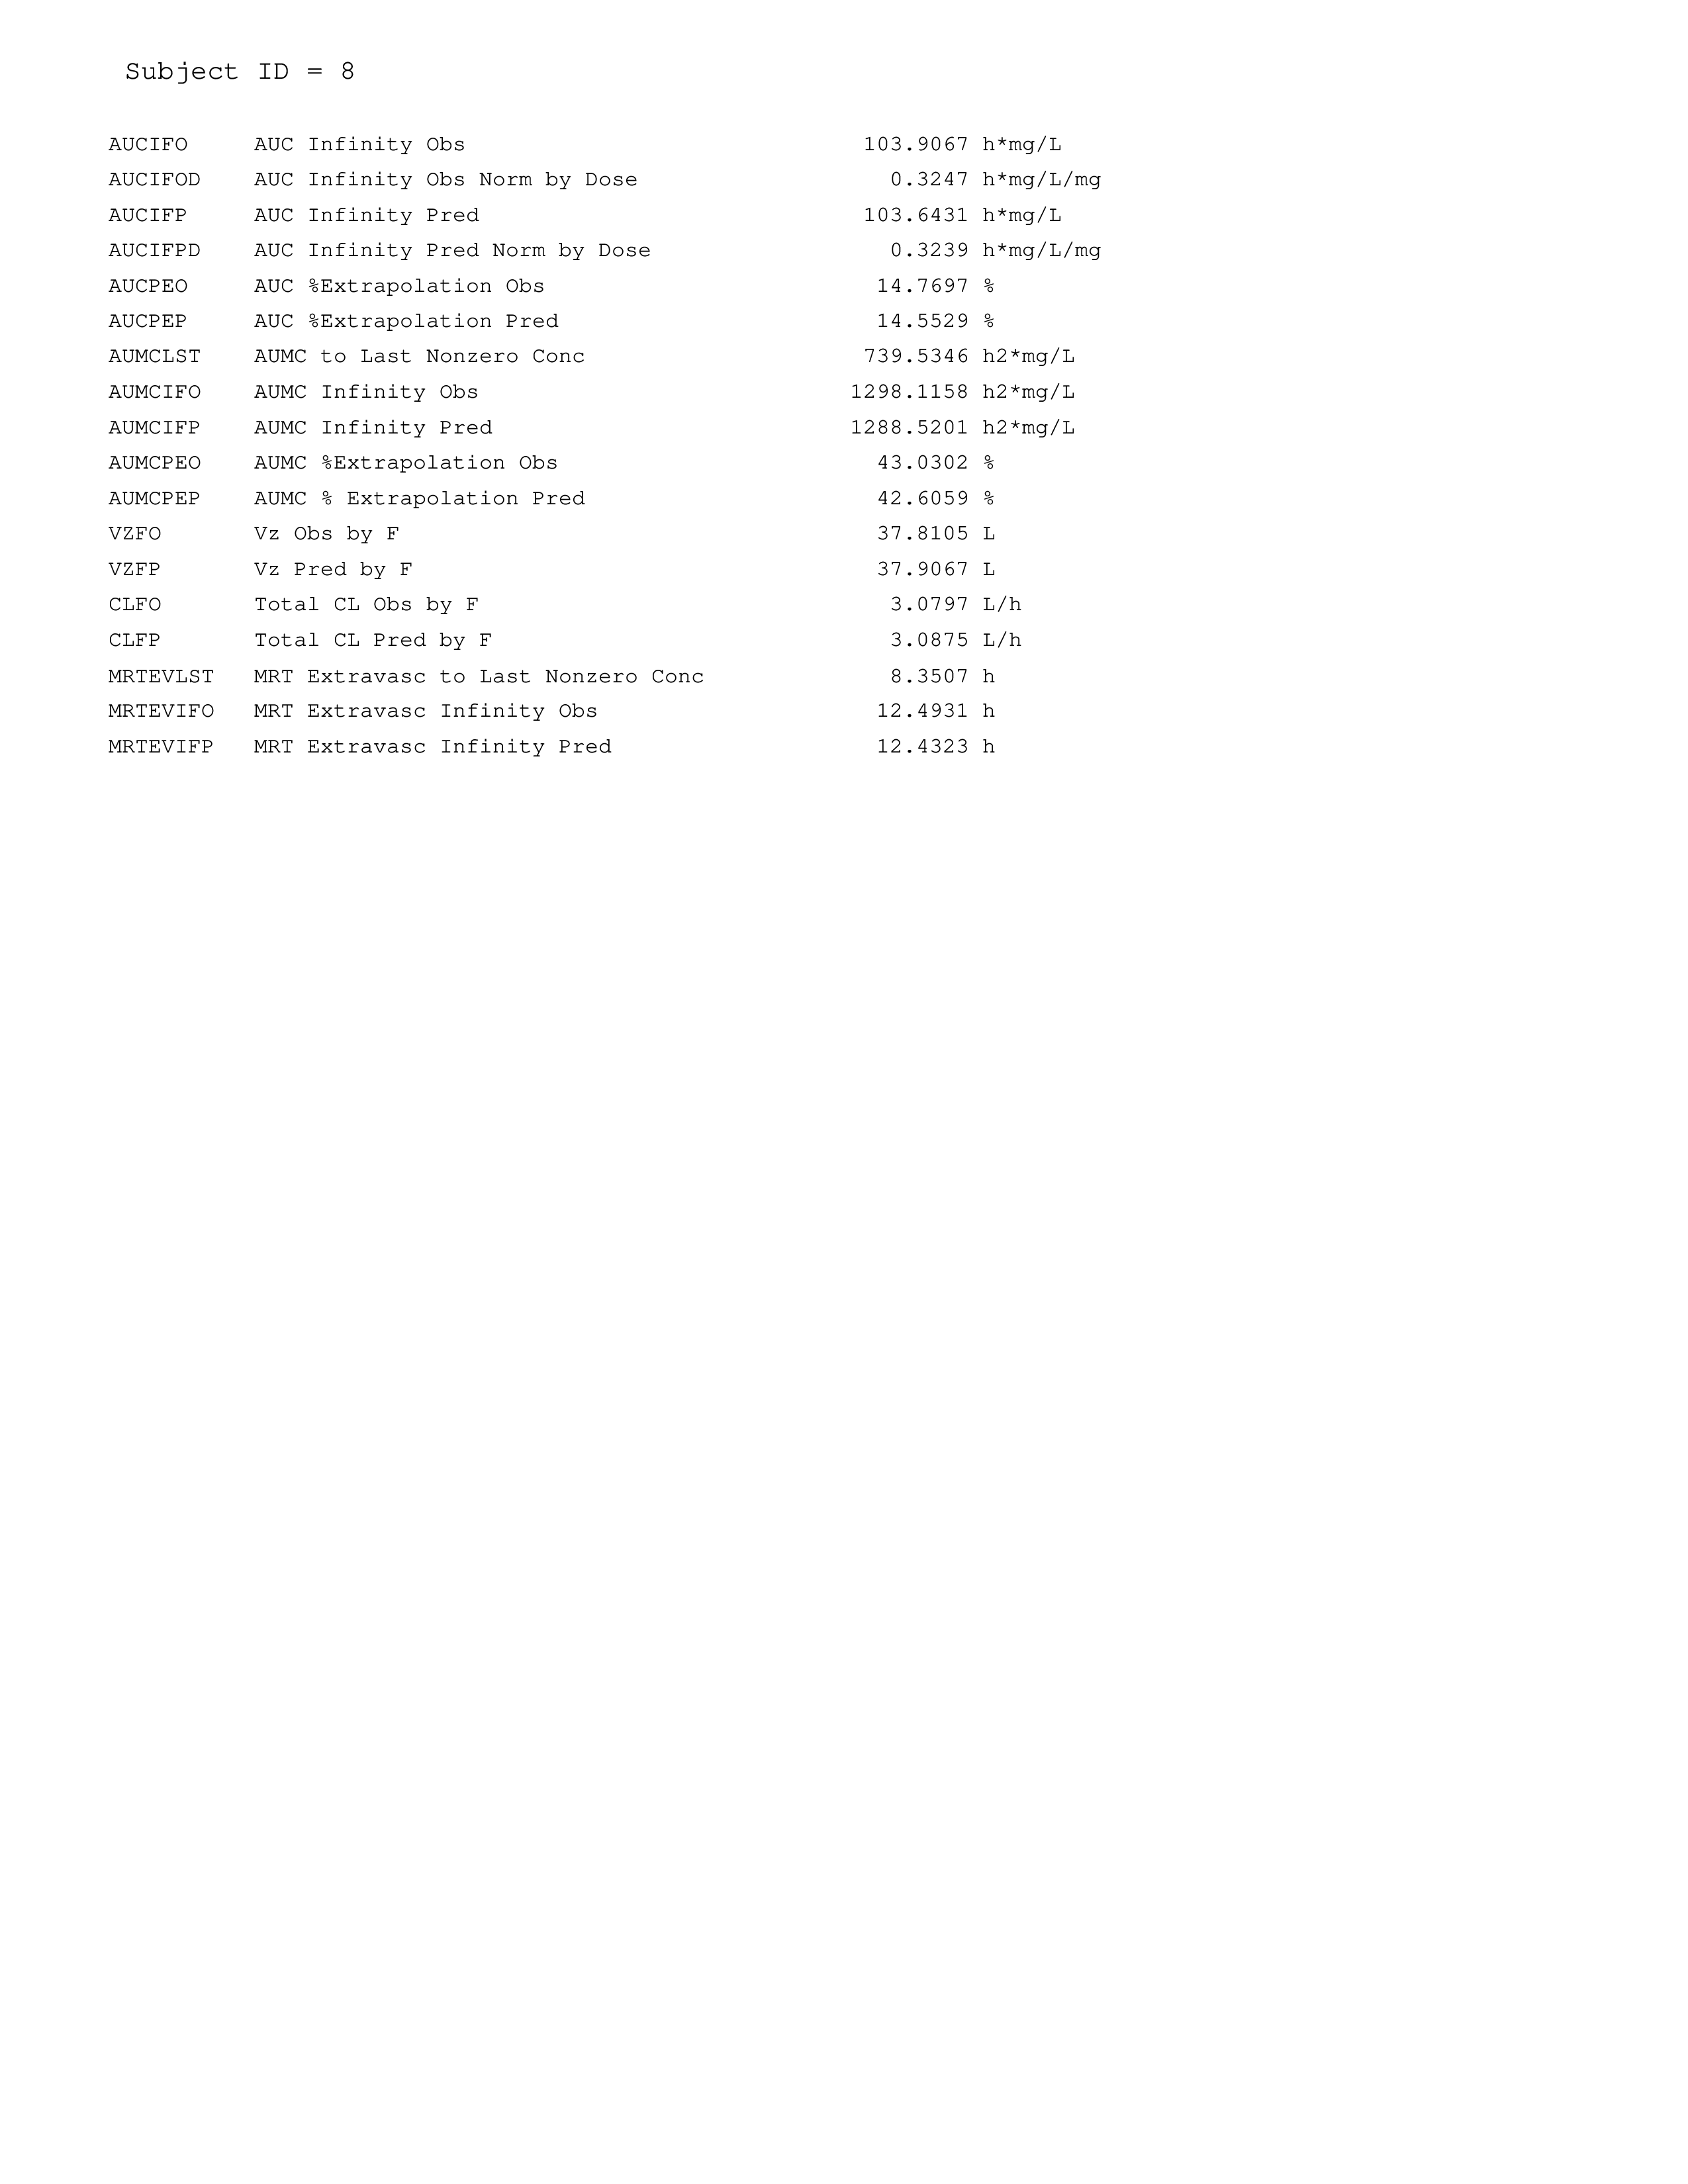 Subject ID = 8
AUCIFO AUC Infinity Obs 103.9067 h*mg/L
AUCIFOD AUC Infinity Obs Norm by Dose 0.3247 h*mg/L/mg
AUCIFP AUC Infinity Pred 103.6431 h*mg/L
AUCIFPD AUC Infinity Pred Norm by Dose 0.3239 h*mg/L/mg
AUCPEO AUC %Extrapolation Obs 14.7697 %
AUCPEP AUC %Extrapolation Pred 14.5529 %
AUMCLST AUMC to Last Nonzero Conc 739.5346 h2*mg/L
AUMCIFO AUMC Infinity Obs 1298.1158 h2*mg/L
AUMCIFP AUMC Infinity Pred 1288.5201 h2*mg/L
AUMCPEO AUMC %Extrapolation Obs 43.0302 %
AUMCPEP AUMC % Extrapolation Pred 42.6059 %
VZFO Vz Obs by F 37.8105 L
VZFP Vz Pred by F 37.9067 L
CLFO Total CL Obs by F 3.0797 L/h
CLFP Total CL Pred by F 3.0875 L/h
MRTEVLST MRT Extravasc to Last Nonzero Conc 8.3507 h
MRTEVIFO MRT Extravasc Infinity Obs 12.4931 h
MRTEVIFP MRT Extravasc Infinity Pred 12.4323 h